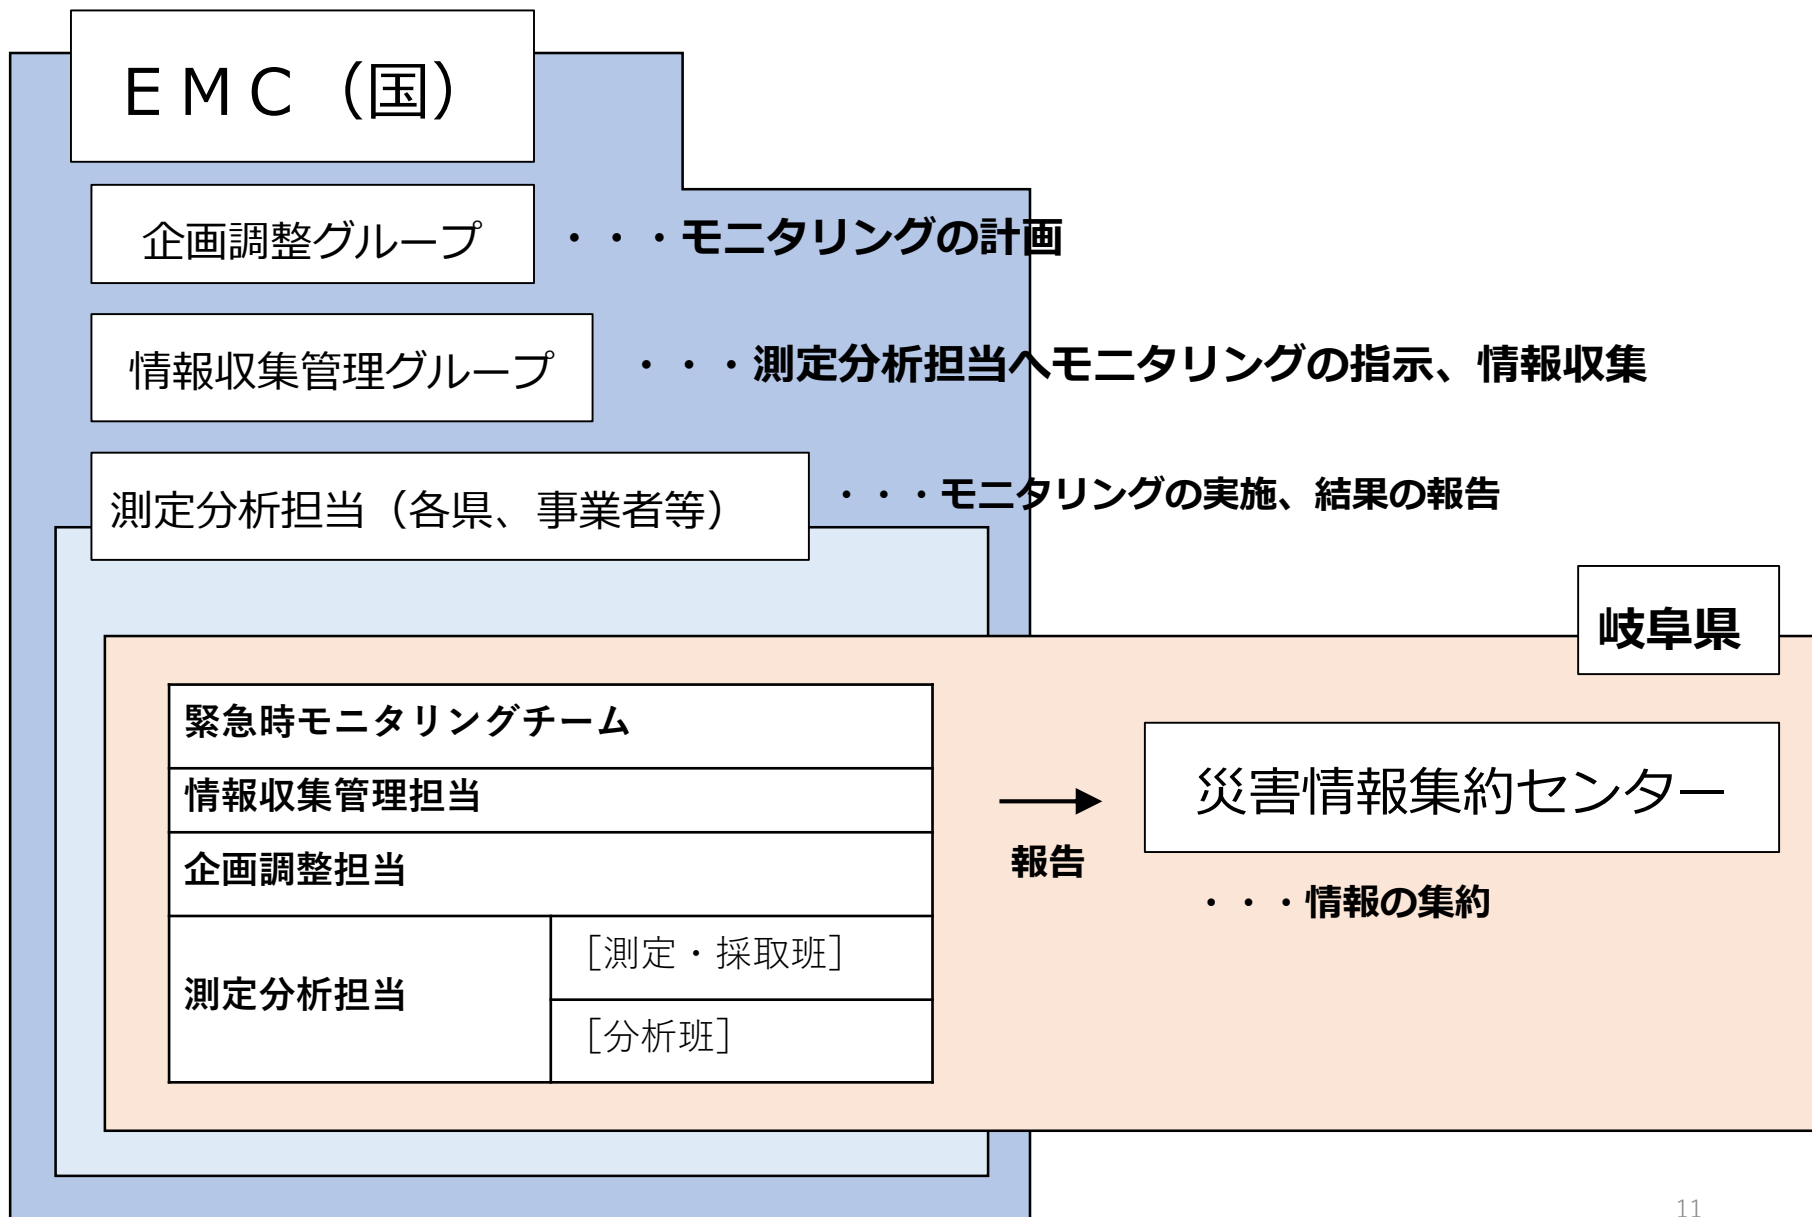 ＥＭＣ（国）
企画調整グループ
・・・モニタリングの計画
情報収集管理グループ
・・・測定分析担当へモニタリングの指示、情報収集
測定分析担当（各県、事業者等）
・・・モニタリングの実施、結果の報告
岐阜県
緊急時モニタリングチーム
情報収集管理担当
企画調整担当
測定分析担当
［測定・採取班］
［分析班］
報告
災害情報集約センター
・・・情報の集約
11